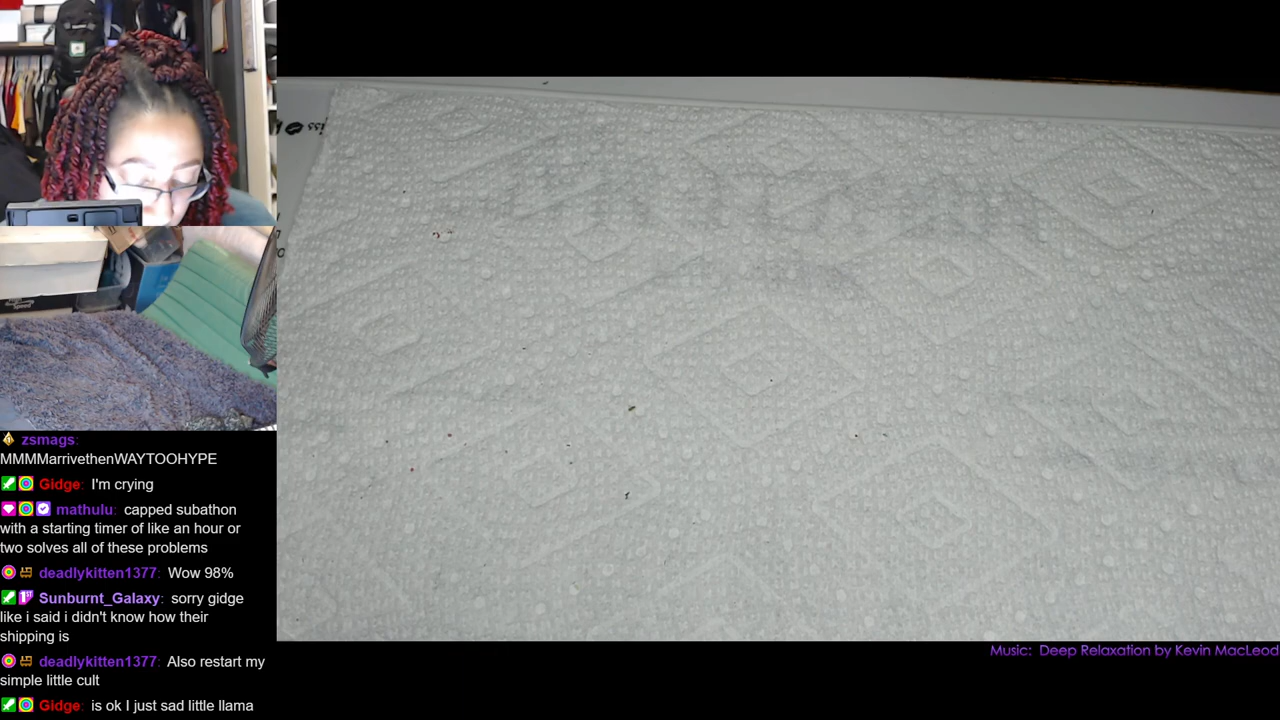 zsmags:
MMMMarrivethenWAYTOOHYPE
Gidge: I'm crying
mathulu: capped subathon
with a starting timer of like an hour or
two solves all of these problems
deadlykitten1377: Wow 98%
Sunburnt_Galaxy: sorry gidge
like i said i didn't know how their
shipping is
deadlykitten1377: Also restart my
simple little cult
Gidge: is ok I just sad little llama
Music: Deep Relaxation by Kevin MacLeod